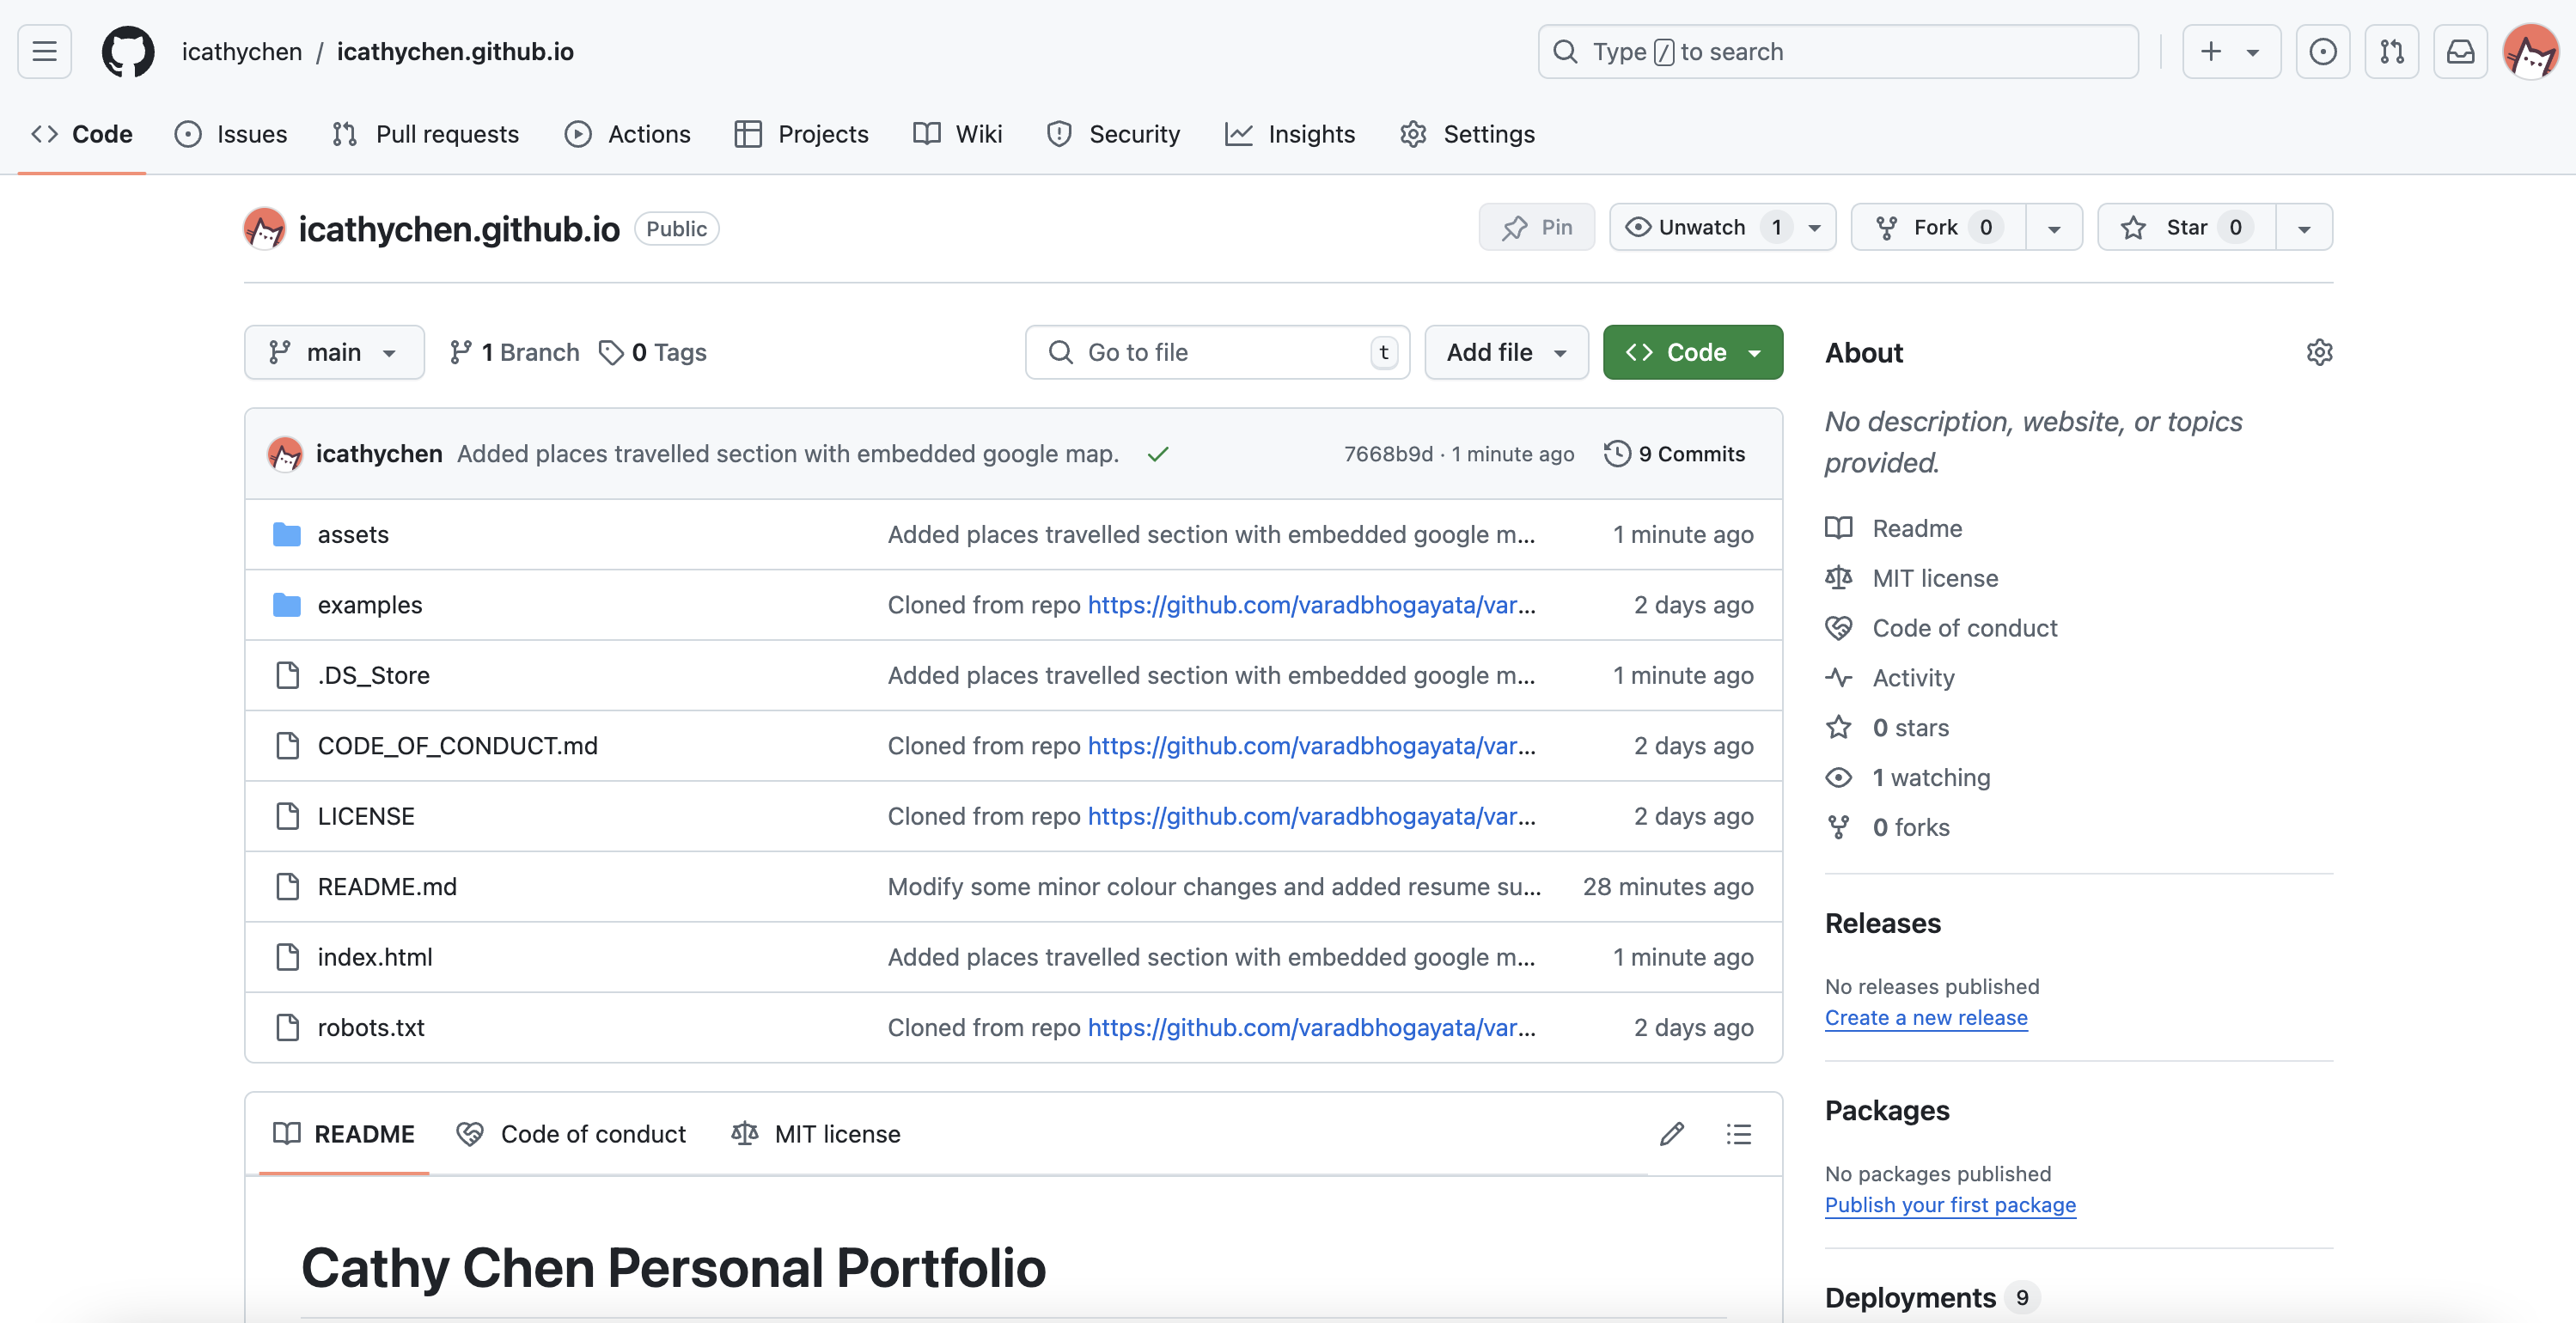 icathychen / icathychen.github.io
Type / to search
Code Issues Pull requests Actions Projects Wiki Security Insights Settings
icathychen.github.io Public
Pin Unwatch 1 Fork 0 Star 0
main 1 Branch 0 Tags
Go to file t Add file Code
icathychen Added places travelled section with embedded google map. 7668b9d · 1 minute ago 9 Commits
assets Added places travelled section with embedded google m... 1 minute ago
examples Cloned from repo https://github.com/varadbhogayata/var... 2 days ago
.DS_Store Added places travelled section with embedded google m... 1 minute ago
CODE_OF_CONDUCT.md Cloned from repo https://github.com/varadbhogayata/var... 2 days ago
LICENSE Cloned from repo https://github.com/varadbhogayata/var... 2 days ago
README.md Modify some minor colour changes and added resume su... 28 minutes ago
index.html Added places travelled section with embedded google m... 1 minute ago
robots.txt Cloned from repo https://github.com/varadbhogayata/var... 2 days ago
README Code of conduct MIT license
Cathy Chen Personal Portfolio
About
No description, website, or topics
provided.
Readme
MIT license
Code of conduct
Activity
0 stars
1 watching
0 forks
Releases
No releases published
Create a new release
Packages
No packages published
Publish your first package
Deployments 9